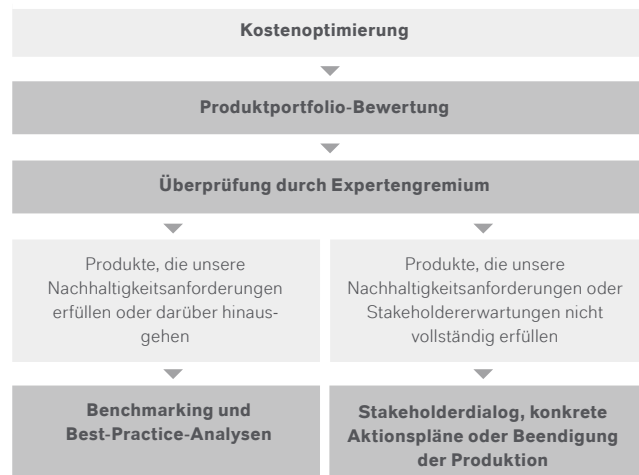 Kostenoptimierung
Produktportfolio-Bewertung
Überprüfung durch Expertengremium
Produkte, die unsere
Nachhaltigkeitsanforderungen
erfüllen oder darüber hinaus-
gehen
Produkte, die unsere
Nachhaltigkeitsanforderungen oder
Stakeholdererwartungen nicht
vollständig erfüllen
Benchmarking und
Best-Practice-Analysen
Stakeholderdialog, konkrete
Aktionspläne oder Beendigung
der Produktion